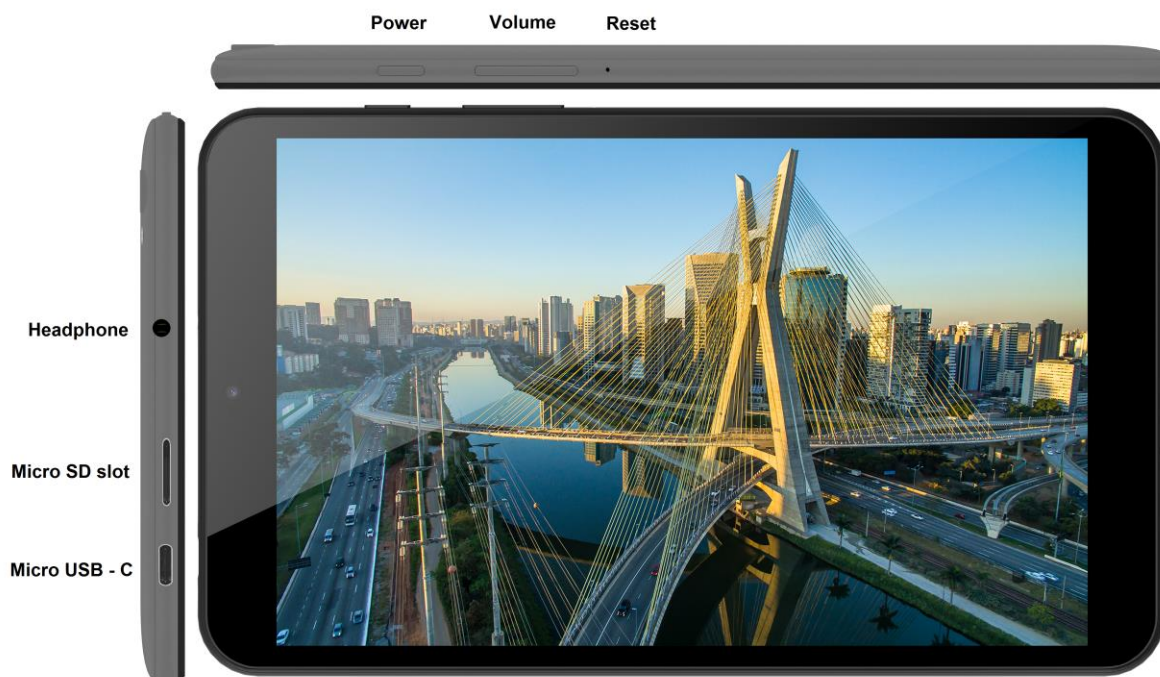 Power
Volume
Reset
Headphone
Micro SD slot
Micro USB - C